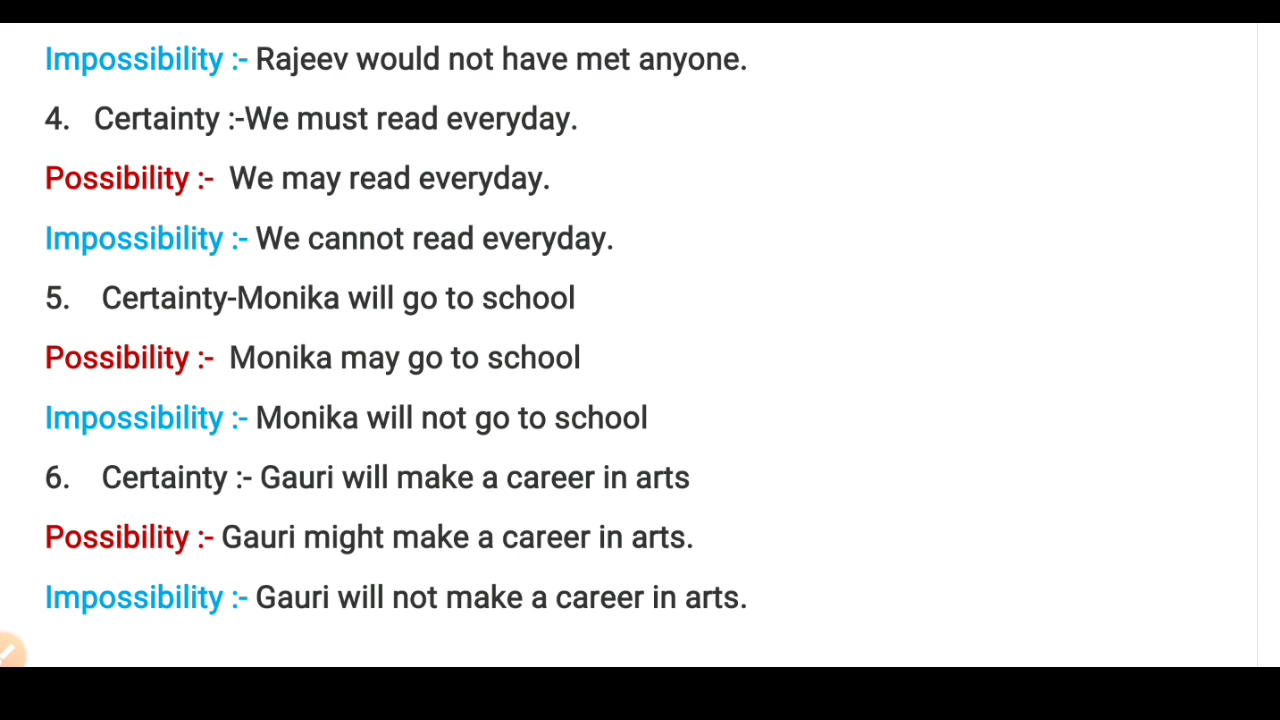 Impossibility :- Rajeev would not have met anyone.
4. Certainty :-We must read everyday.
Possibility :- We may read everyday.
Impossibility :- We cannot read everyday.
5. Certainty-Monika will go to school
Possibility :- Monika may go to school
Impossibility :- Monika will not go to school
6. Certainty :- Gauri will make a career in arts
Possibility :- Gauri might make a career in arts.
Impossibility :- Gauri will not make a career in arts.